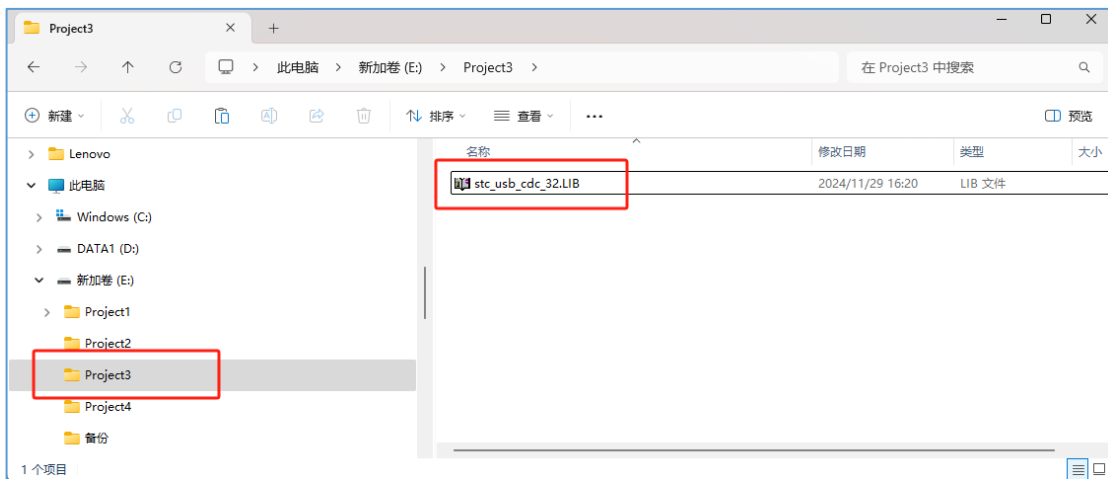 Project3
此电脑 > 新加卷 (E:) > Project3 >
在 Project3 中搜索
新建
排序
查看
预览
名称
修改日期
类型
大小
stc_usb_cdc_32.LIB
2024/11/29 16:20
LIB 文件
Lenovo
此电脑
Windows (C:)
DATA1 (D:)
新加卷 (E:)
Project1
Project2
Project3
Project4
备份
1 个项目